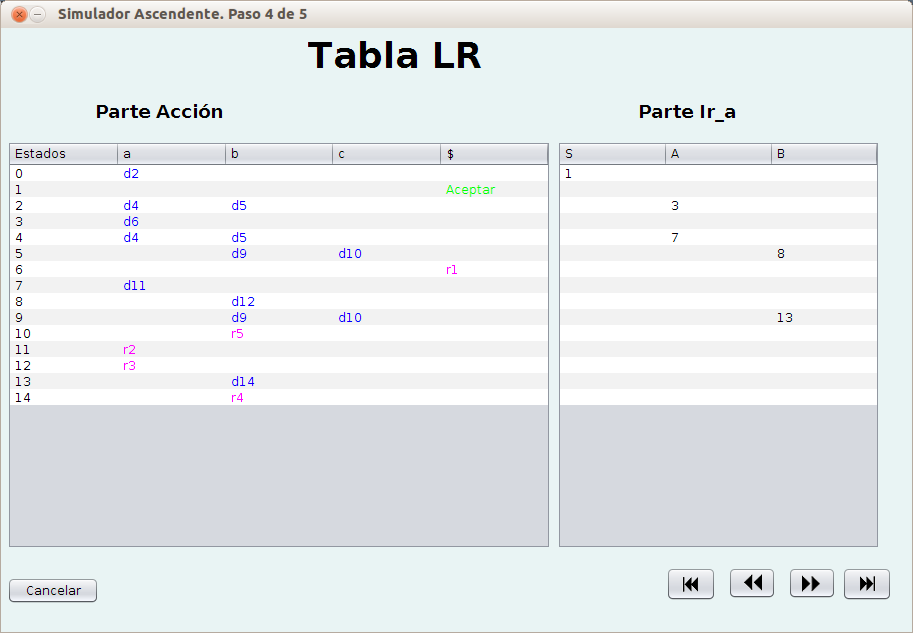 Simulador Ascendente. Paso 4 de 5
Tabla LR
Parte Acción Parte Ir_a
Estados a b c $ S A B
0 d2 1
1 Aceptar
2 d4 d5 3
3 d6
4 d4 d5 7
5 d9 d10 8
6 r1
7 d11
8 d12
9 d9 d10 13
10 r5
11 r2
12 r3
13 d14
14 r4
Cancelar